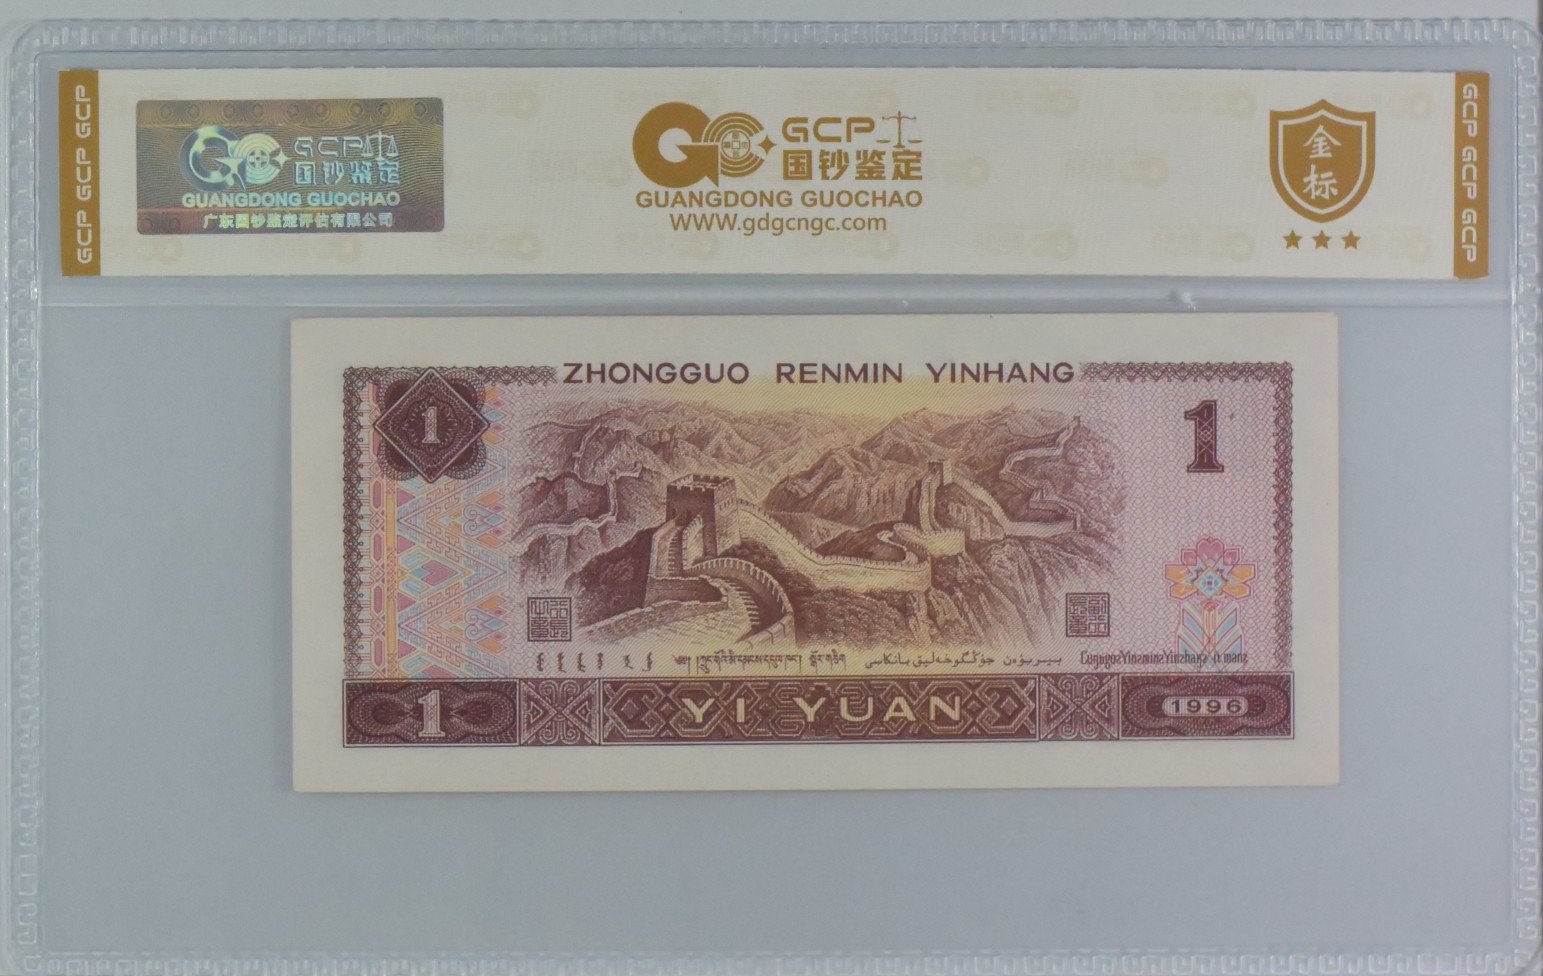 GCP GCP GCP
GCP
国钞鉴定
GUANGDONG GUOCHAO
广东国钞鉴定评估有限公司
GCP
国钞鉴定
GUANGDONG GUOCHAO
WWW.gdgcngc.com
金
标
GCP GCP GCP
ZHONGGUO RENMIN YINHANG
1
1
1
YI YUAN
1996